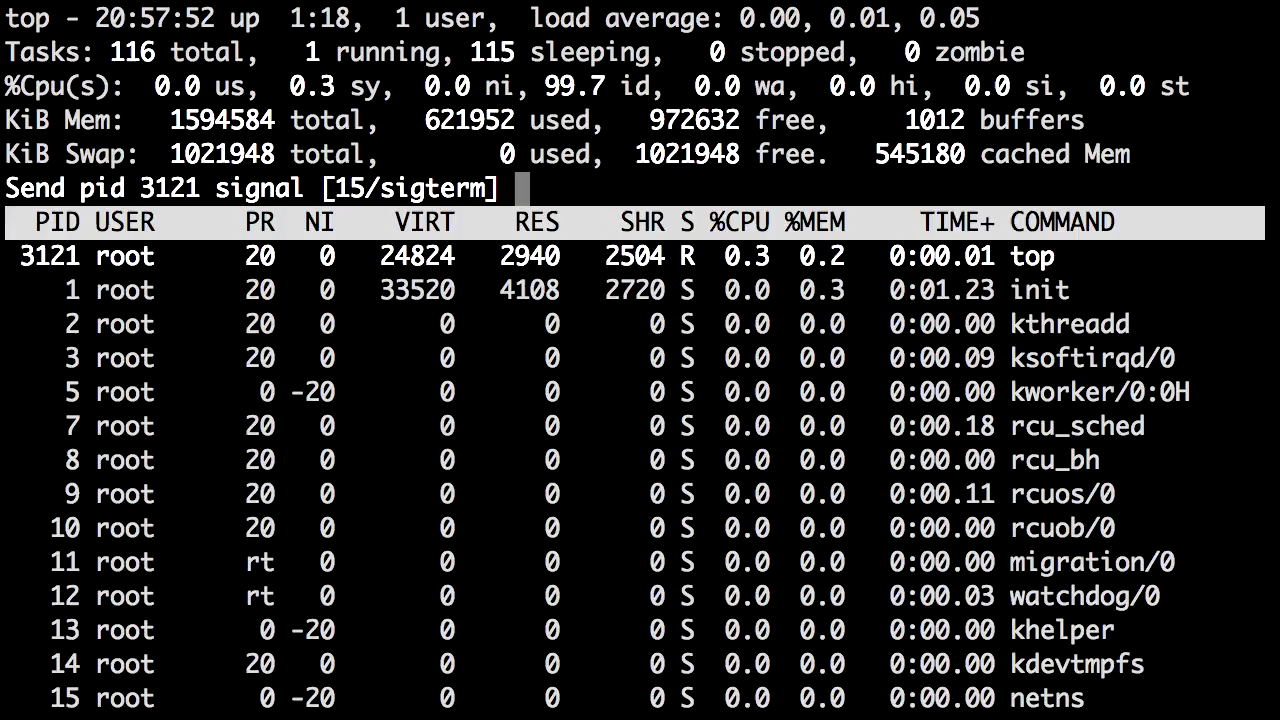 top - 20:57:52 up  1:18,  1 user,  load average: 0.00, 0.01, 0.05
Tasks: 116 total,   1 running, 115 sleeping,   0 stopped,   0 zombie
%Cpu(s):  0.0 us,  0.3 sy,  0.0 ni, 99.7 id,  0.0 wa,  0.0 hi,  0.0 si,  0.0 st
KiB Mem:   1594584 total,   621952 used,   972632 free,     1012 buffers
KiB Swap:  1021948 total,        0 used,  1021948 free.   545180 cached Mem
Send pid 3121 signal [15/sigterm]
  PID USER      PR  NI    VIRT    RES    SHR S %CPU %MEM     TIME+ COMMAND
 3121 root      20   0   24824   2940   2504 R  0.3  0.2   0:00.01 top
    1 root      20   0   33520   4108   2720 S  0.0  0.3   0:01.23 init
    2 root      20   0       0      0      0 S  0.0  0.0   0:00.00 kthreadd
    3 root      20   0       0      0      0 S  0.0  0.0   0:00.09 ksoftirqd/0
    5 root       0 -20       0      0      0 S  0.0  0.0   0:00.00 kworker/0:0H
    7 root      20   0       0      0      0 S  0.0  0.0   0:00.18 rcu_sched
    8 root      20   0       0      0      0 S  0.0  0.0   0:00.00 rcu_bh
    9 root      20   0       0      0      0 S  0.0  0.0   0:00.11 rcuos/0
   10 root      20   0       0      0      0 S  0.0  0.0   0:00.00 rcuob/0
   11 root      rt   0       0      0      0 S  0.0  0.0   0:00.00 migration/0
   12 root      rt   0       0      0      0 S  0.0  0.0   0:00.03 watchdog/0
   13 root       0 -20       0      0      0 S  0.0  0.0   0:00.00 khelper
   14 root      20   0       0      0      0 S  0.0  0.0   0:00.00 kdevtmpfs
   15 root       0 -20       0      0      0 S  0.0  0.0   0:00.00 netns